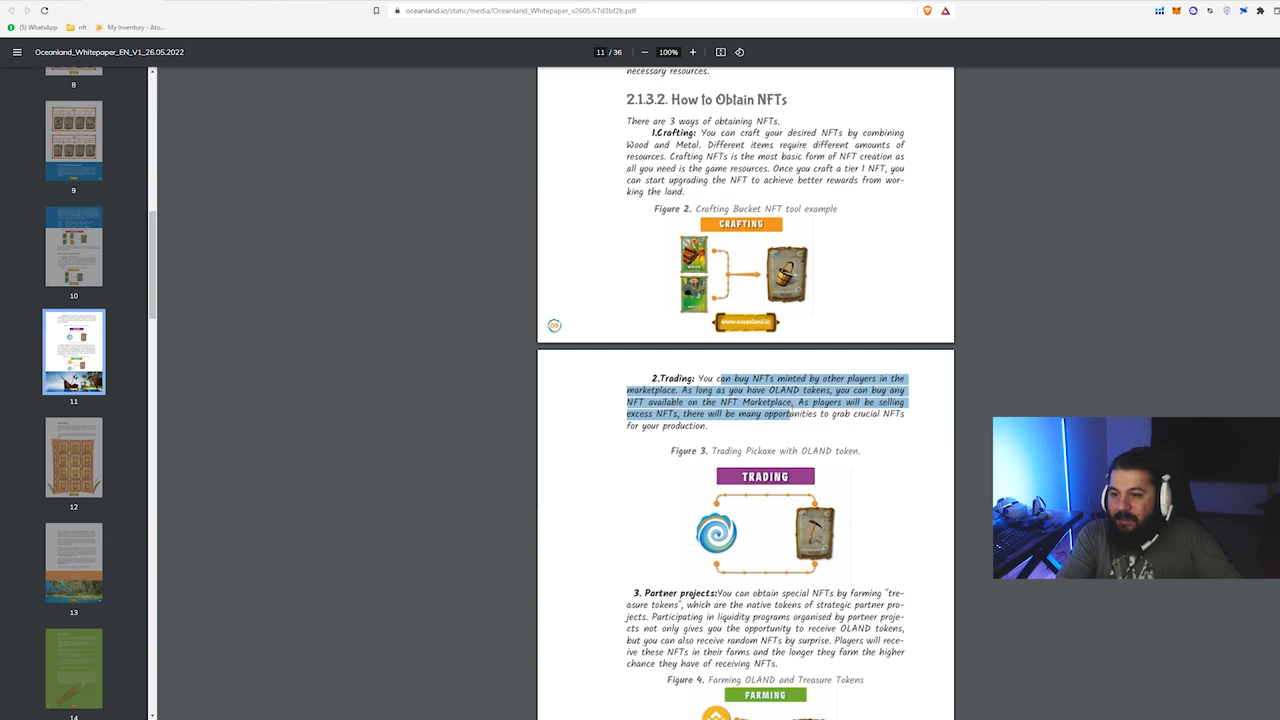 oceanland.io/static/media/Oceanland_Whitepaper_v2605.67d3bf2b.pdf
(5) WhatsApp
nft
My Inventory - Ato...
Oceanland_Whitepaper_EN_V1_26.05.2022
11 / 36
100%
8
9
10
11
12
13
14
necessary resources.
2.1.3.2. How to Obtain NFTs
There are 3 ways of obtaining NFTs.
1.Crafting: You can craft your desired NFTs by combining
Wood and Metal. Different items require different amounts of
resources. Crafting NFTs is the most basic form of NFT creation as
all you need is the game resources. Once you craft a tier 1 NFT, you
can start upgrading the NFT to achieve better rewards from wor-
king the land.
Figure 2. Crafting Bucket NFT tool example
CRAFTING
09
www.oceanland.io
2.Trading: You can buy NFTs minted by other players in the
marketplace. As long as you have OLAND tokens, you can buy any
NFT available on the NFT Marketplace. As players will be selling
excess NFTs, there will be many opportunities to grab crucial NFTs
for your production.
Figure 3. Trading Pickaxe with OLAND token.
TRADING
3. Partner projects:You can obtain special NFTs by farming "tre-
asure tokens", which are the native tokens of strategic partner pro-
jects. Participating in liquidity programs organised by partner proje-
cts not only gives you the opportunity to receive OLAND tokens,
but you can also receive random NFTs by surprise. Players will rece-
ive these NFTs in their farms and the longer they farm the higher
chance they have of receiving NFTs.
Figure 4. Farming OLAND and Treasure Tokens
FARMING